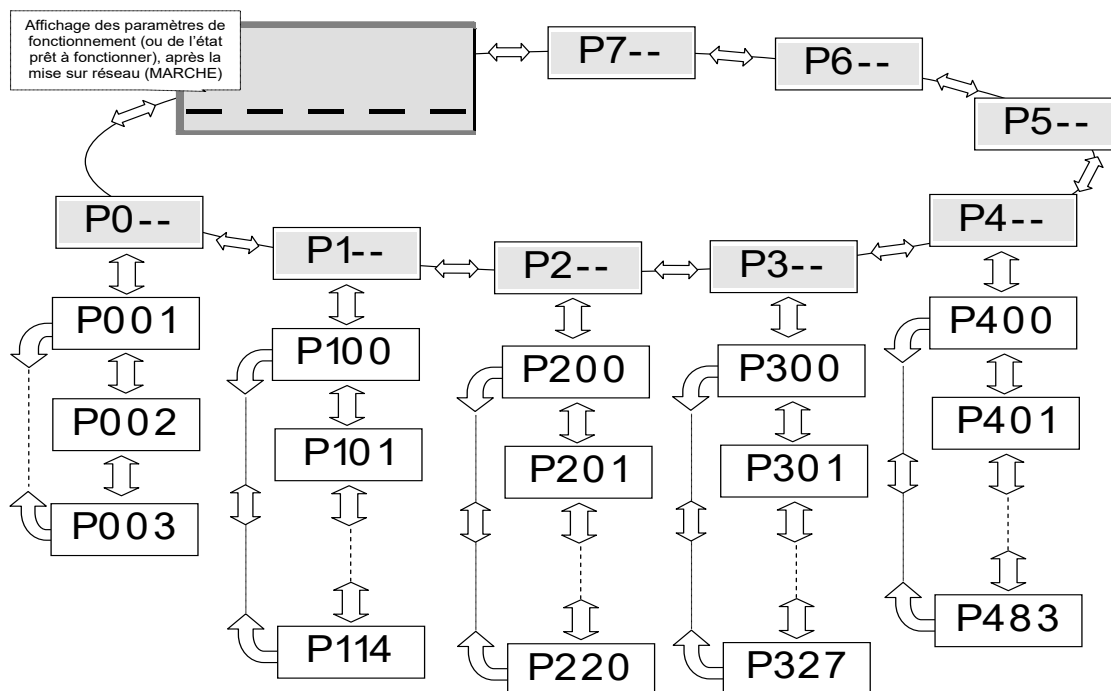 Affichage des paramètres de
fonctionnement (ou de l'état
prêt à fonctionner), après la
mise sur réseau (MARCHE)
_ _ _ _ _
P7--
P6--
P5--
P0--
P1--
P2--
P3--
P4--
P001
P002
P003
P100
P101
P114
P200
P201
P220
P300
P301
P327
P400
P401
P483